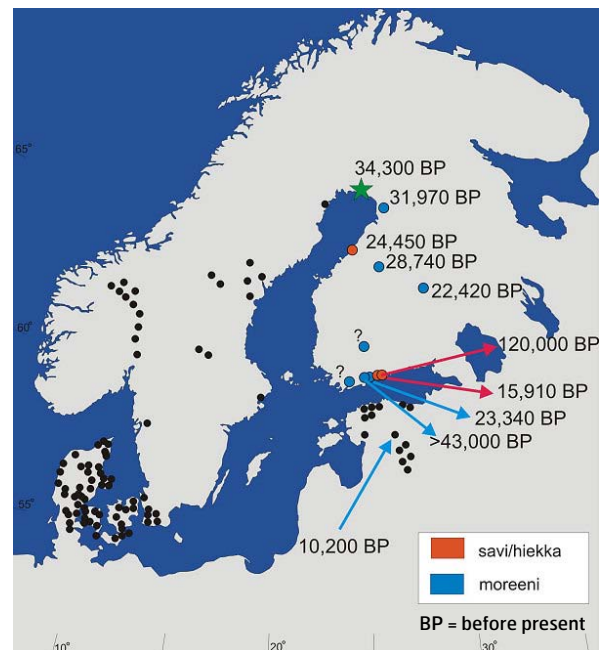 65°
34,300 BP
31,970 BP
24,450 BP
28,740 BP
22,420 BP
60°
?
120,000 BP
?
15,910 BP
23,340 BP
>43,000 BP
55°
10,200 BP
savi/hiekka
moreeni
BP = before present
10°
20°
30°